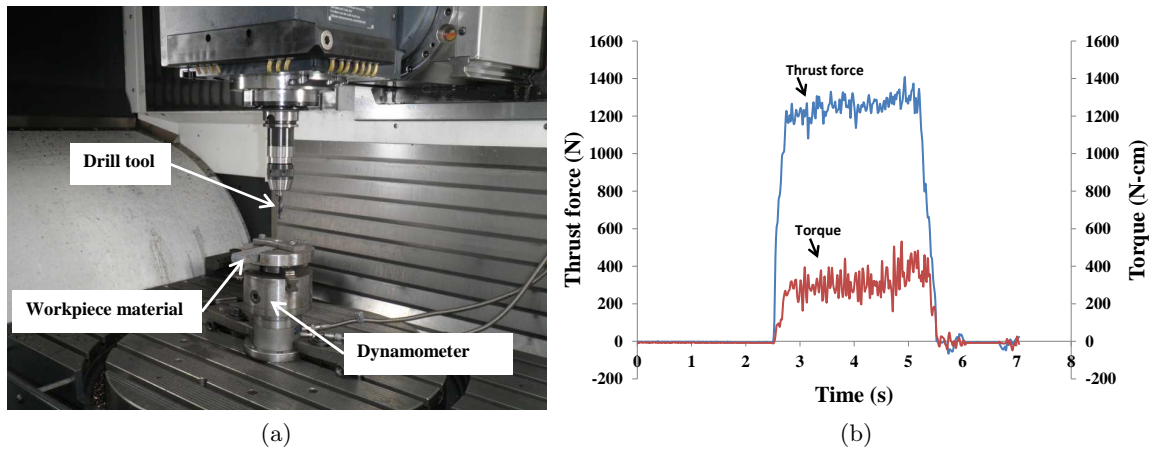 Drill tool
Workpiece material
Dynamometer
(a)
1600
1400
1200
1000
800
600
400
200
0
-200
Thrust force (N)
Thrust force
Torque
0 1 2 3 4 5 6 7 8
Time (s)
1600
1400
1200
1000
800
600
400
200
0
-200
Torque (N-cm)
(b)